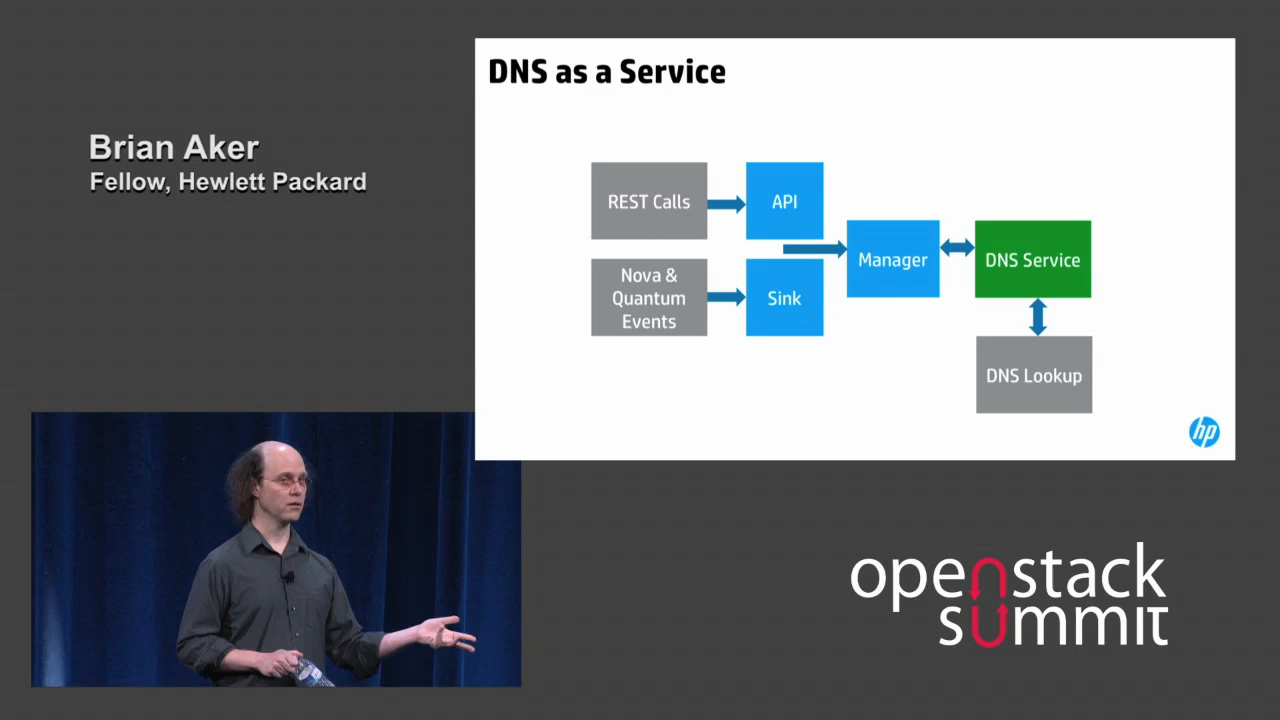 DNS as a Service
Brian Aker
Fellow, Hewlett Packard
REST Calls
API
Nova &
Quantum
Events
Sink
Manager
DNS Service
DNS Lookup
hp
openstack
summit